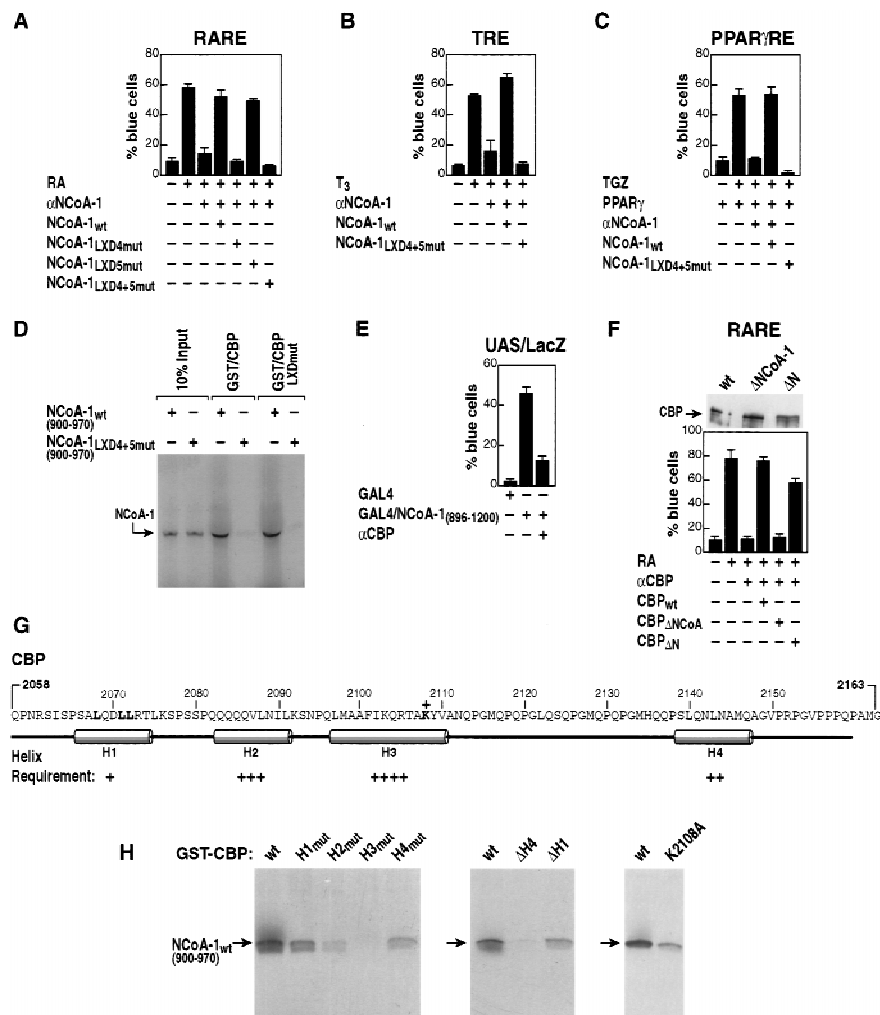 A
RARE
80
60
40
20
0
% blue cells
RA – + + + + + +
αNCoA-1 – – + + + + +
NCoA-1wt – – – + – – –
NCoA-1LXD4mut – – – – + – –
NCoA-1LXD5mut – – – – – + –
NCoA-1LXD4+5mut – – – – – – +
B
TRE
80
60
40
20
0
% blue cells
T3 – + + + +
αNCoA-1 – – + + +
NCoA-1wt – – – + –
NCoA-1LXD4+5mut – – – – +
C
PPARγRE
80
60
40
20
0
% blue cells
TGZ – + + + +
PPARγ + + + + +
αNCoA-1 – – + + –
NCoA-1wt – – – + –
NCoA-1LXD4+5mut – – – – +
D
10% Input
GST/CBP
GST/CBP LXDmut
NCoA-1wt + – + – + –
(900-970)
NCoA-1LXD4+5mut – + – + – +
(900-970)
NCoA-1
E
UAS/LacZ
60
40
20
0
% blue cells
GAL4 + – –
GAL4/NCoA-1(896-1200) – + +
αCBP – – +
F
RARE
wt
ΔNCoA-1
ΔN
CBP
100
80
60
40
20
0
% blue cells
RA – + + + + +
αCBP – – + + + +
CBPwt – – – + – –
CBPΔNCoA – – – – + –
CBPΔN – – – – – +
G
CBP
2058
2163
2070 2080 2090 2100 2110 2120 2130 2140 2150
+
QPNRSISPSALQDLLRTLKSPSSPQQQQQVLNILKSNPQLMAAFIKQRTAKYVANQPGMQPQPGLQSQPGMQPQPGMHQQPSLQNLNAMQAGVPRPGVPPPQPAMG
Helix H1 H2 H3 H4
Requirement: + +++ ++++ ++
H
GST-CBP: wt H1mut H2mut H3mut H4mut
wt ΔH4 ΔH1
wt K2108A
NCoA-1wt
(900-970)